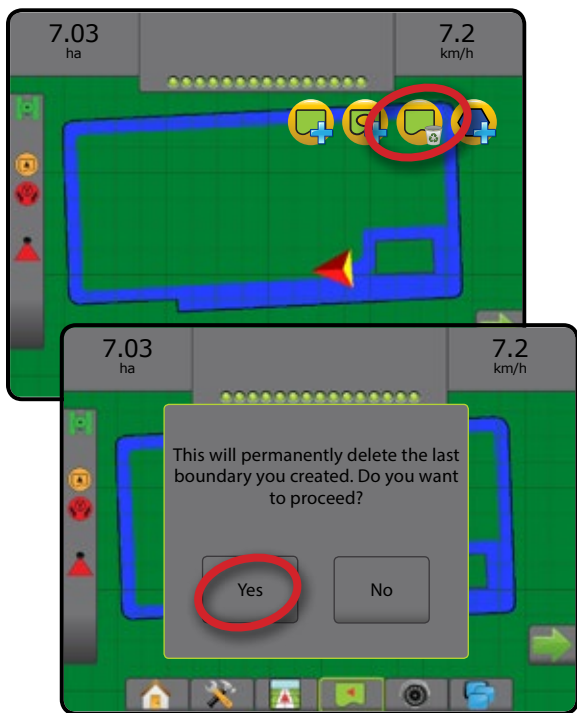 7.03
ha
7.2
km/h
7.03
ha
7.2
km/h
This will permanently delete the last
boundary you created. Do you want
to proceed?
Yes
No